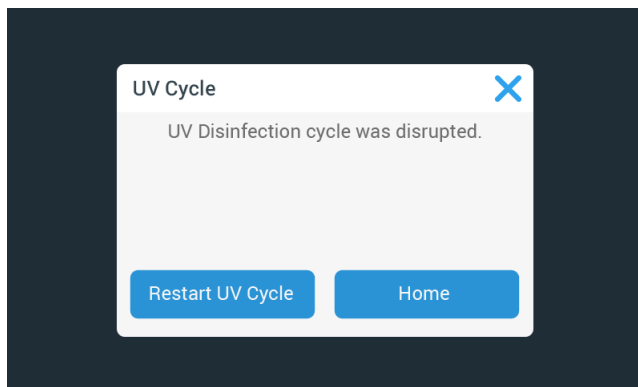 UV Cycle
UV Disinfection cycle was disrupted.
Restart UV Cycle
Home